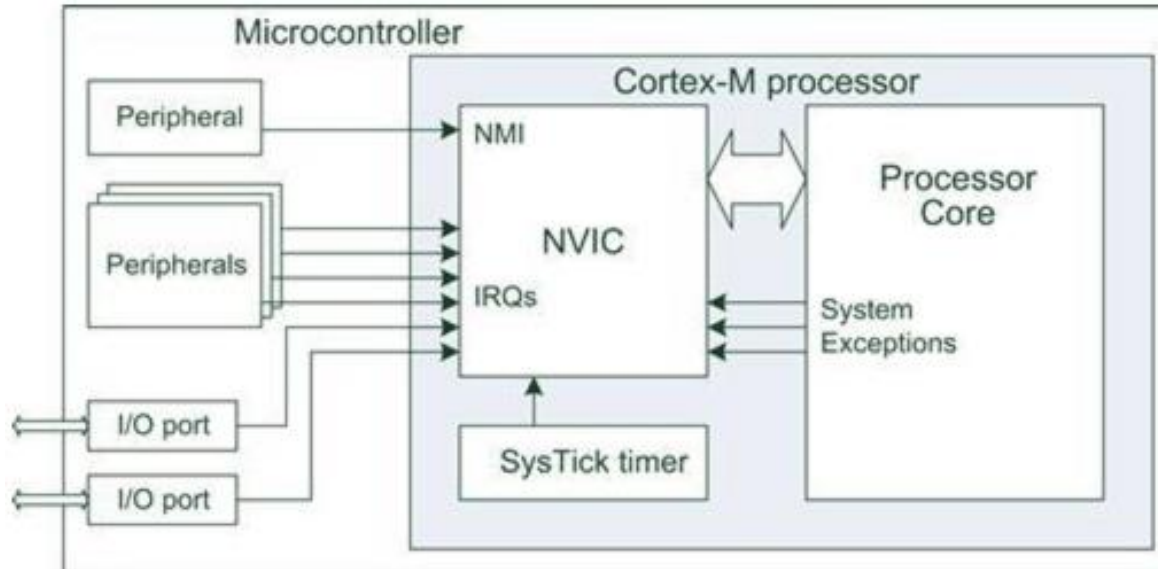 Microcontroller
Cortex-M processor
Peripheral
NMI
Processor
Core
NVIC
Peripherals
IRQs
System
Exceptions
I/O port
SysTick timer
I/O port